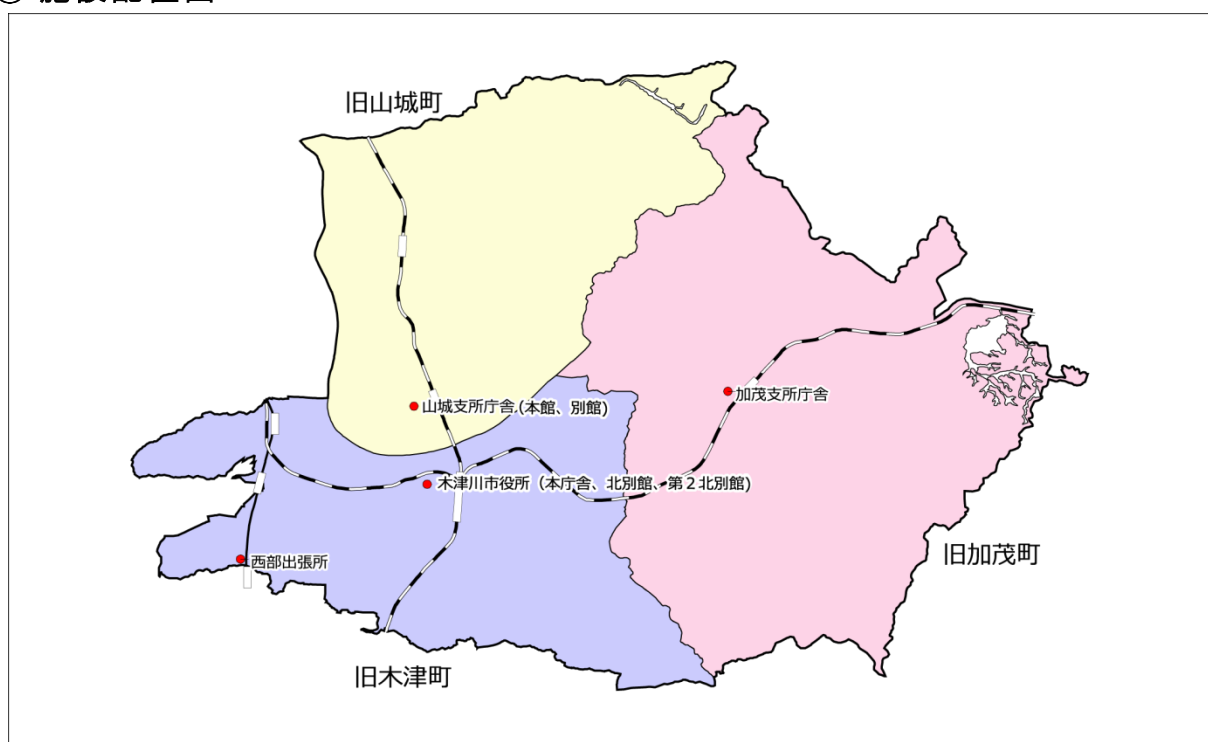 旧山城町
山城支所庁舎(本館、別館)
加茂支所庁舎
木津川市役所（本庁舎、北別館、第２北別館)
西部出張所
旧加茂町
旧木津町